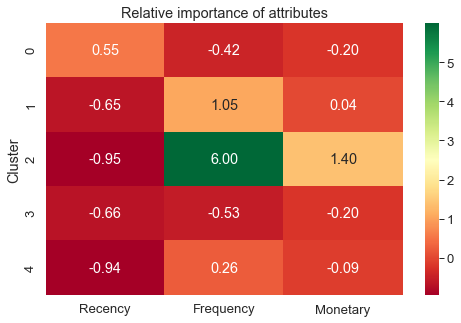 Relative importance of attributes
Cluster
0 0.55 -0.42 -0.20
1 -0.65 1.05 0.04
2 -0.95 6.00 1.40
3 -0.66 -0.53 -0.20
4 -0.94 0.26 -0.09
Recency Frequency Monetary
5
4
3
2
1
0